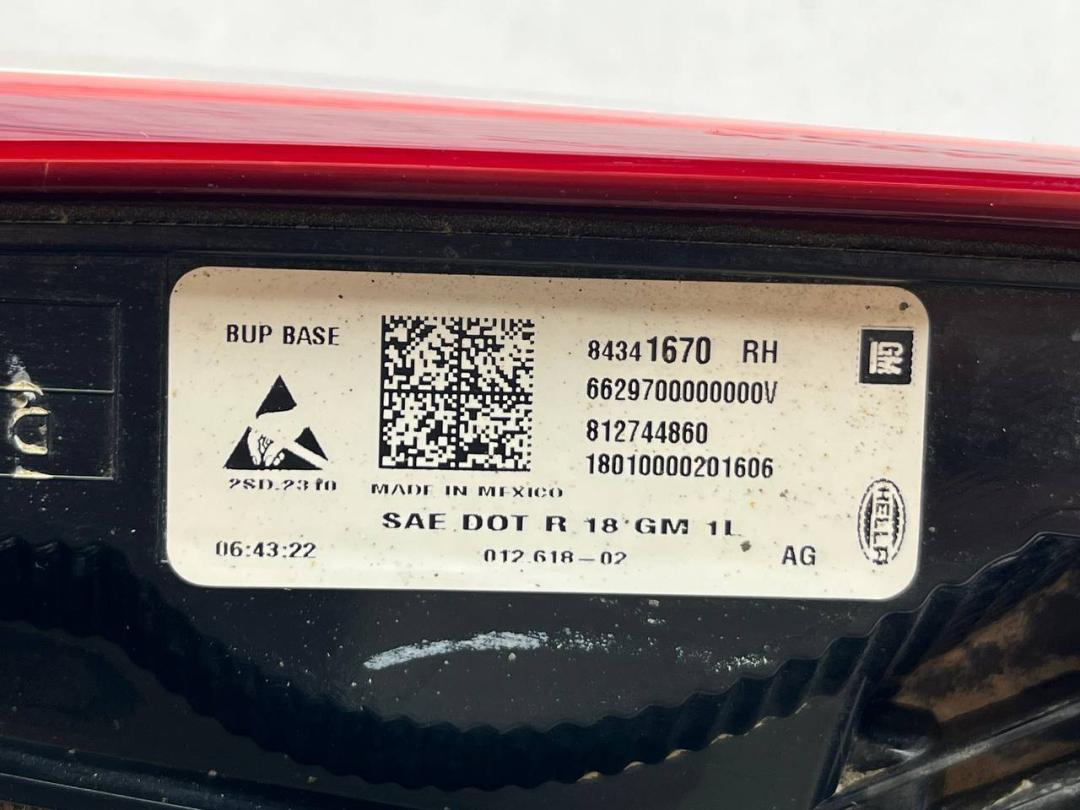 BUP BASE
84341670 RH
6629700000000V
812744860
18010000201606
GM
2SD.23 10
MADE IN MEXICO
SAE DOT R 18 GM 1L
06:43:22
012.618-02
AG
HELLA